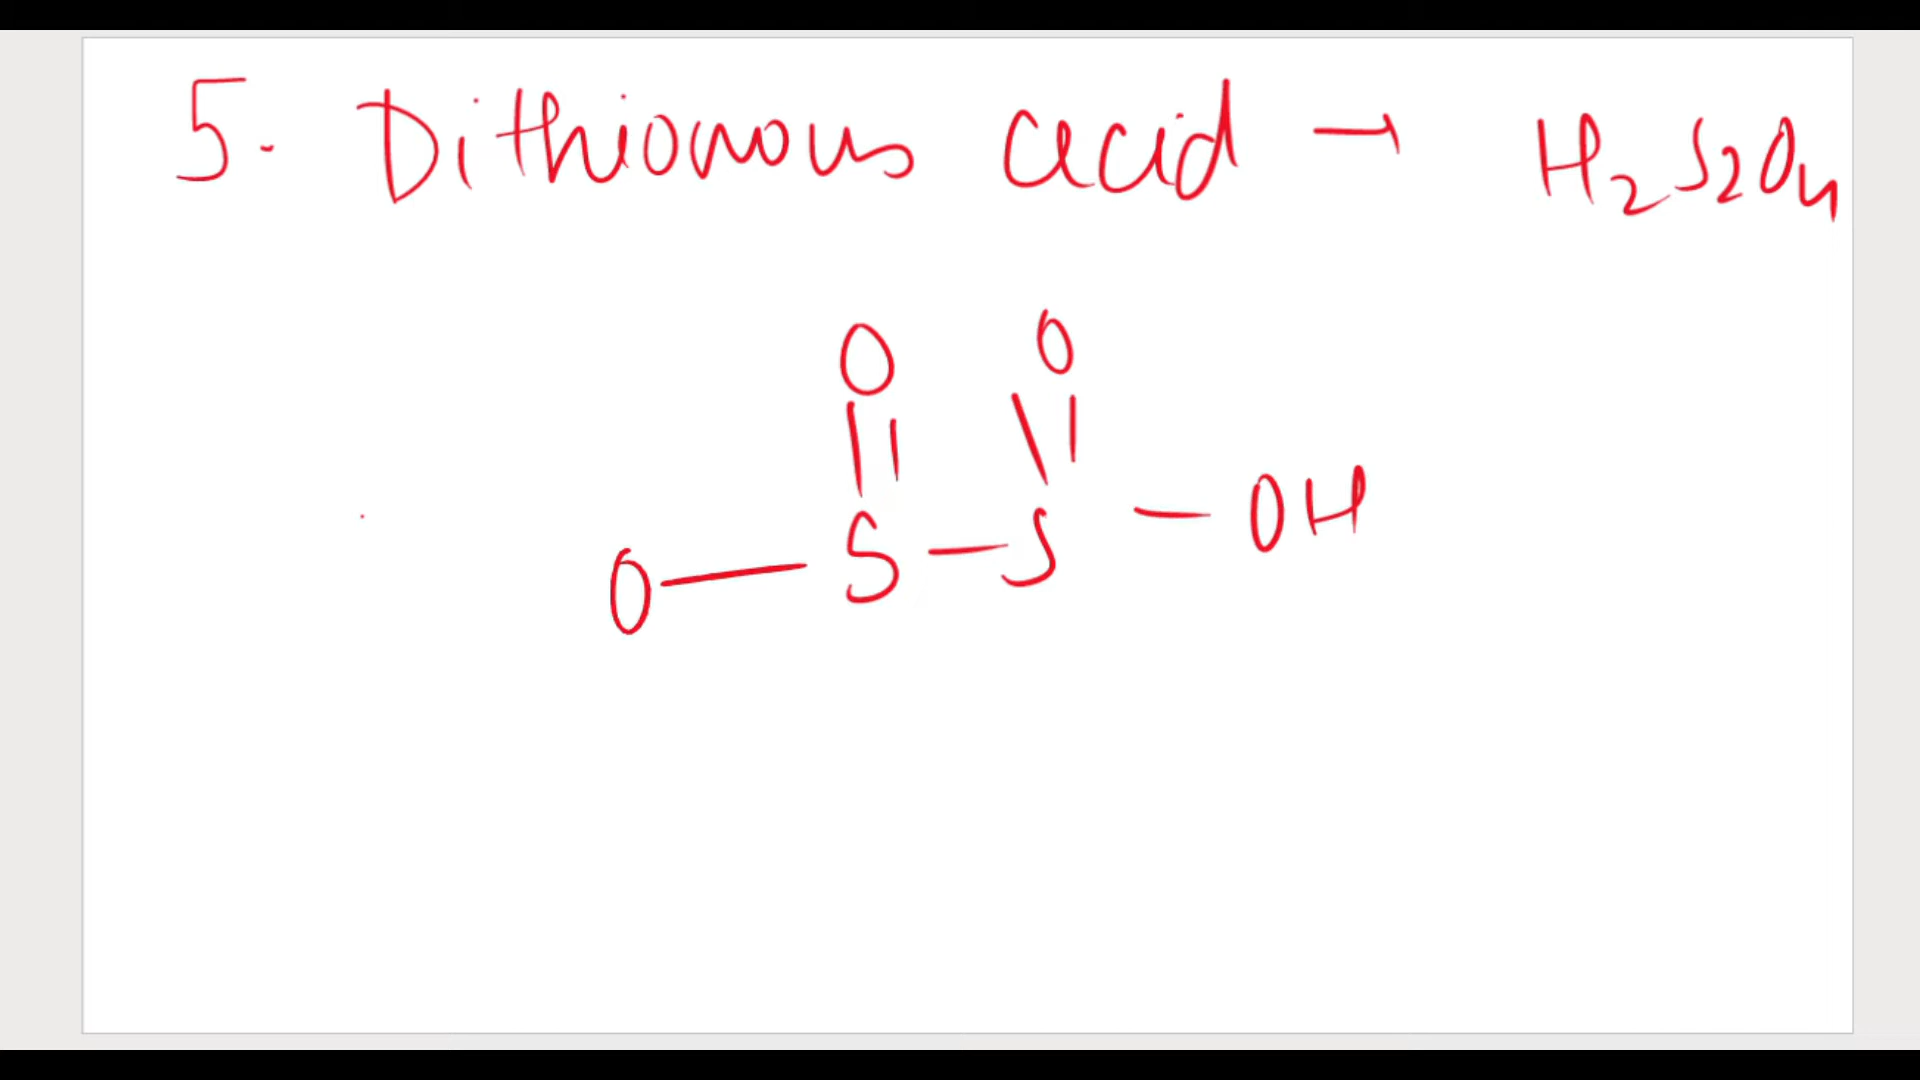 5. Dithionous acid → H2S2O4
O O
O — S — S — OH